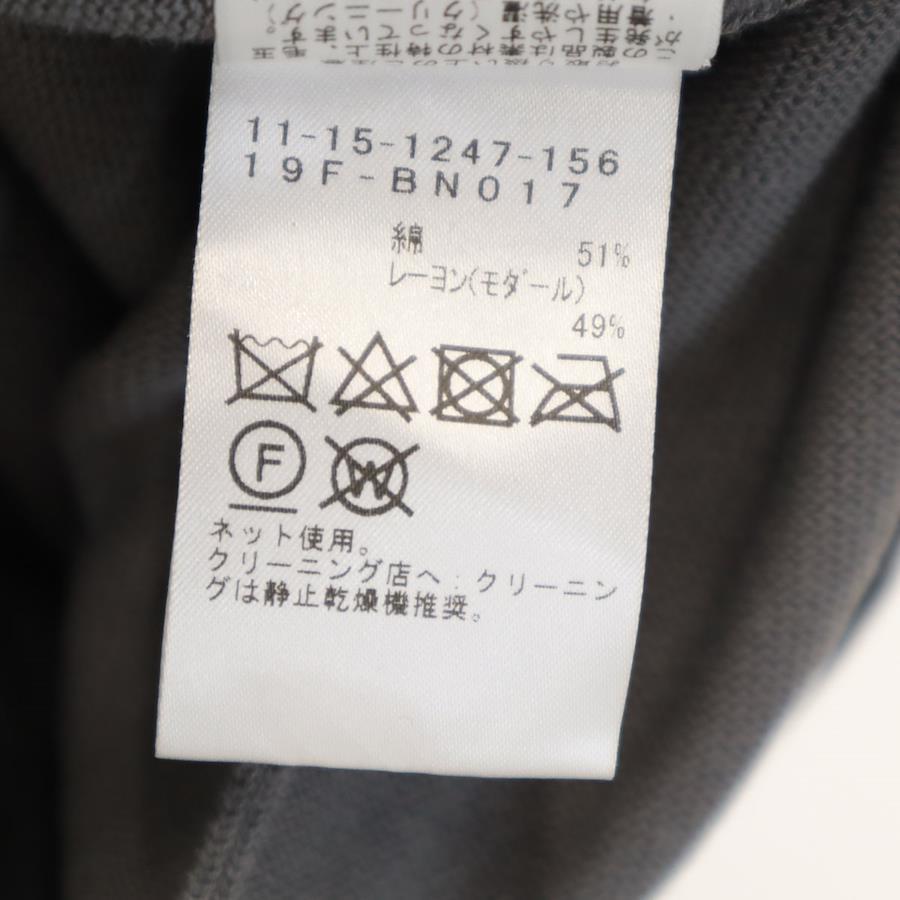 11-15-1247-156
19F-BN017
綿 51%
レーヨン(モダール)
49%
F
W
ネット使用。
クリーニング店へ:クリーニン
グは静止乾燥機推奨。